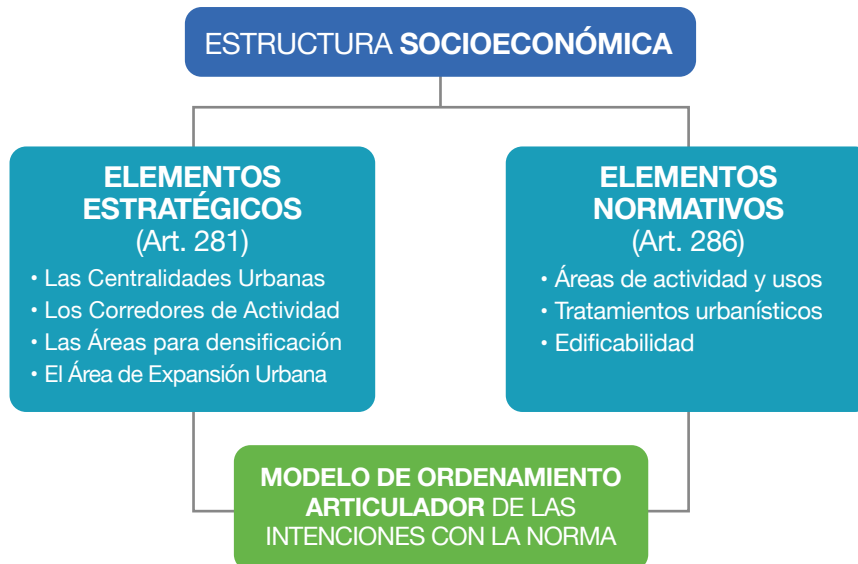 ESTRUCTURA SOCIOECONÓMICA
ELEMENTOS
ESTRATÉGICOS
(Art. 281)
• Las Centralidades Urbanas
• Los Corredores de Actividad
• Las Áreas para densificación
• El Área de Expansión Urbana
ELEMENTOS
NORMATIVOS
(Art. 286)
• Áreas de actividad y usos
• Tratamientos urbanísticos
• Edificabilidad
MODELO DE ORDENAMIENTO
ARTICULADOR DE LAS
INTENCIONES CON LA NORMA